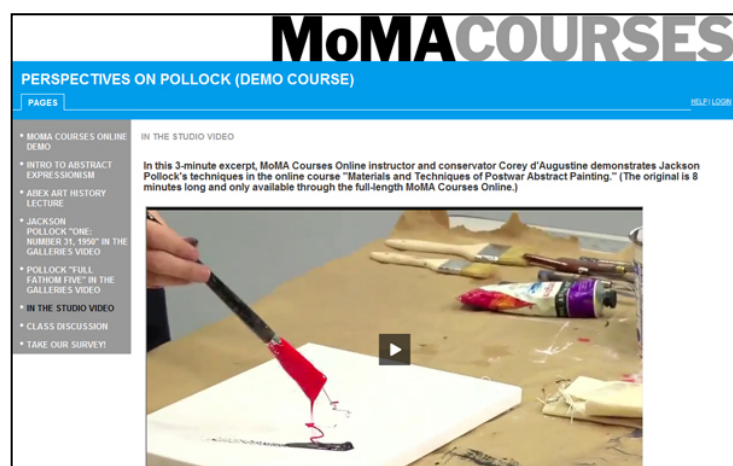 MoMACOURSES
PERSPECTIVES ON POLLOCK (DEMO COURSE)
PAGES
HELP | LOGIN
MOMA COURSES ONLINE
DEMO
INTRO TO ABSTRACT
EXPRESSIONISM
ABEX ART HISTORY
LECTURE
JACKSON
POLLOCK "ONE:
NUMBER 31, 1950" IN THE
GALLERIES VIDEO
POLLOCK "FULL
FATHOM FIVE" IN THE
GALLERIES VIDEO
IN THE STUDIO VIDEO
CLASS DISCUSSION
TAKE OUR SURVEY!
IN THE STUDIO VIDEO
In this 3-minute excerpt, MoMA Courses Online instructor and conservator Corey d'Augustine demonstrates Jackson
Pollock's techniques in the online course "Materials and Techniques of Postwar Abstract Painting." (The original is 8
minutes long and only available through the full-length MoMA Courses Online.)